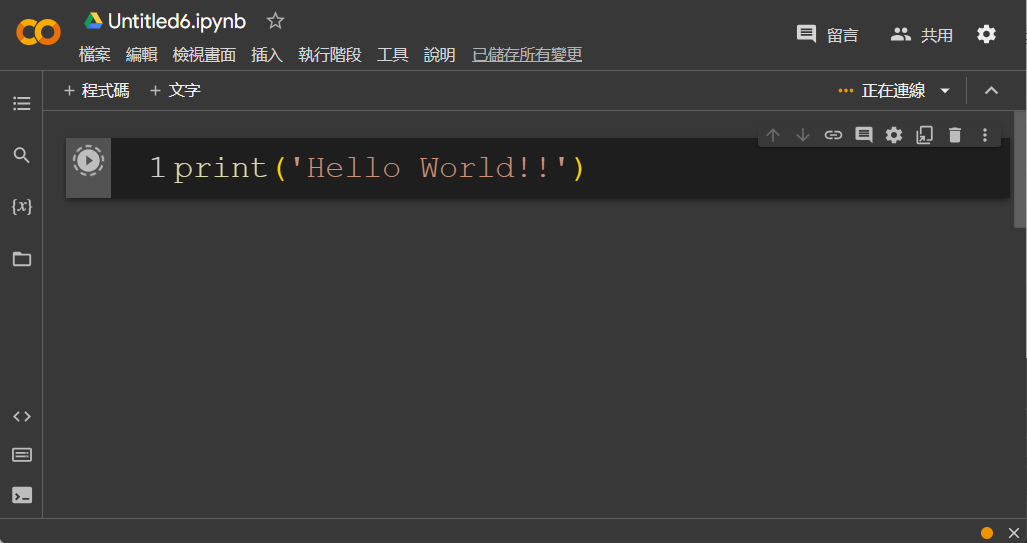 Untitled6.ipynb
檔案 編輯 檢視畫面 插入 執行階段 工具 說明 已儲存所有變更
留言 共用
+ 程式碼 + 文字
正在連線
{x}
1 print('Hello World!!')